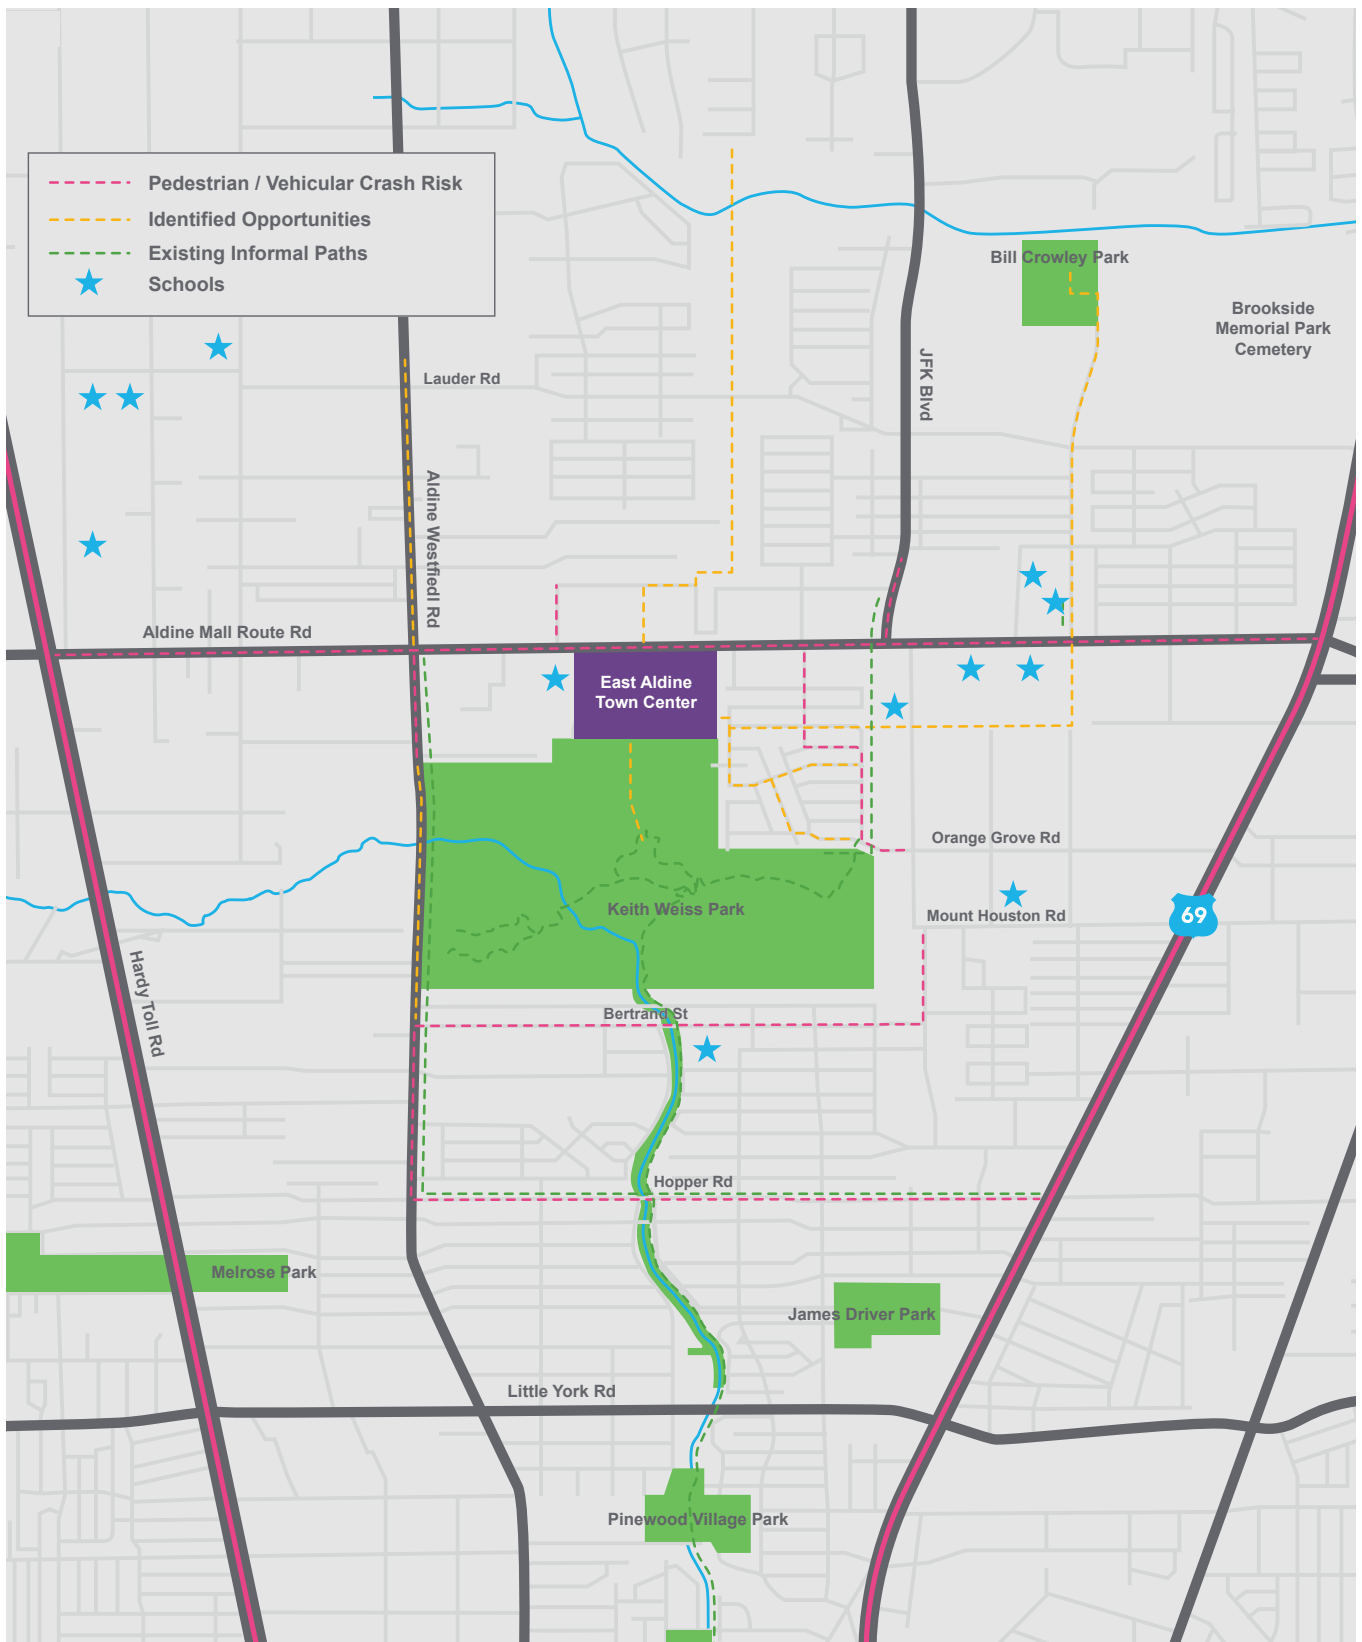 Pedestrian / Vehicular Crash Risk
Identified Opportunities
Existing Informal Paths
Schools
Bill Crowley Park
Brookside
Memorial Park
Cemetery
Lauder Rd
JFK Blvd
Aldine Westfiedl Rd
Aldine Mall Route Rd
East Aldine
Town Center
Orange Grove Rd
Keith Weiss Park
Mount Houston Rd
69
Hardy Toll Rd
Bertrand St
Hopper Rd
Melrose Park
James Driver Park
Little York Rd
Pinewood Village Park